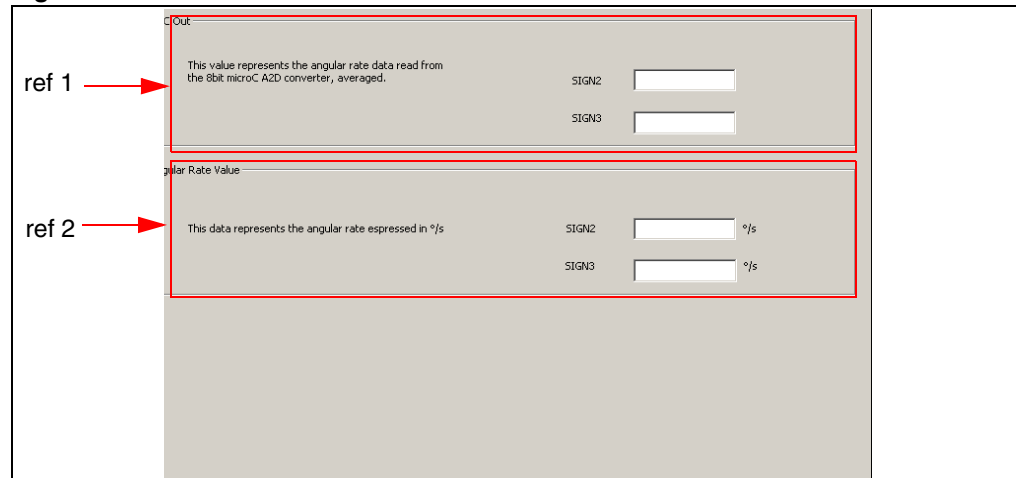 C Out
This value represents the angular rate data read from
the 8bit microC A2D converter, averaged.
ref 1
SIGN2
SIGN3
gular Rate Value
ref 2
This data represents the angular rate espressed in °/s
SIGN2 °/s
SIGN3 °/s